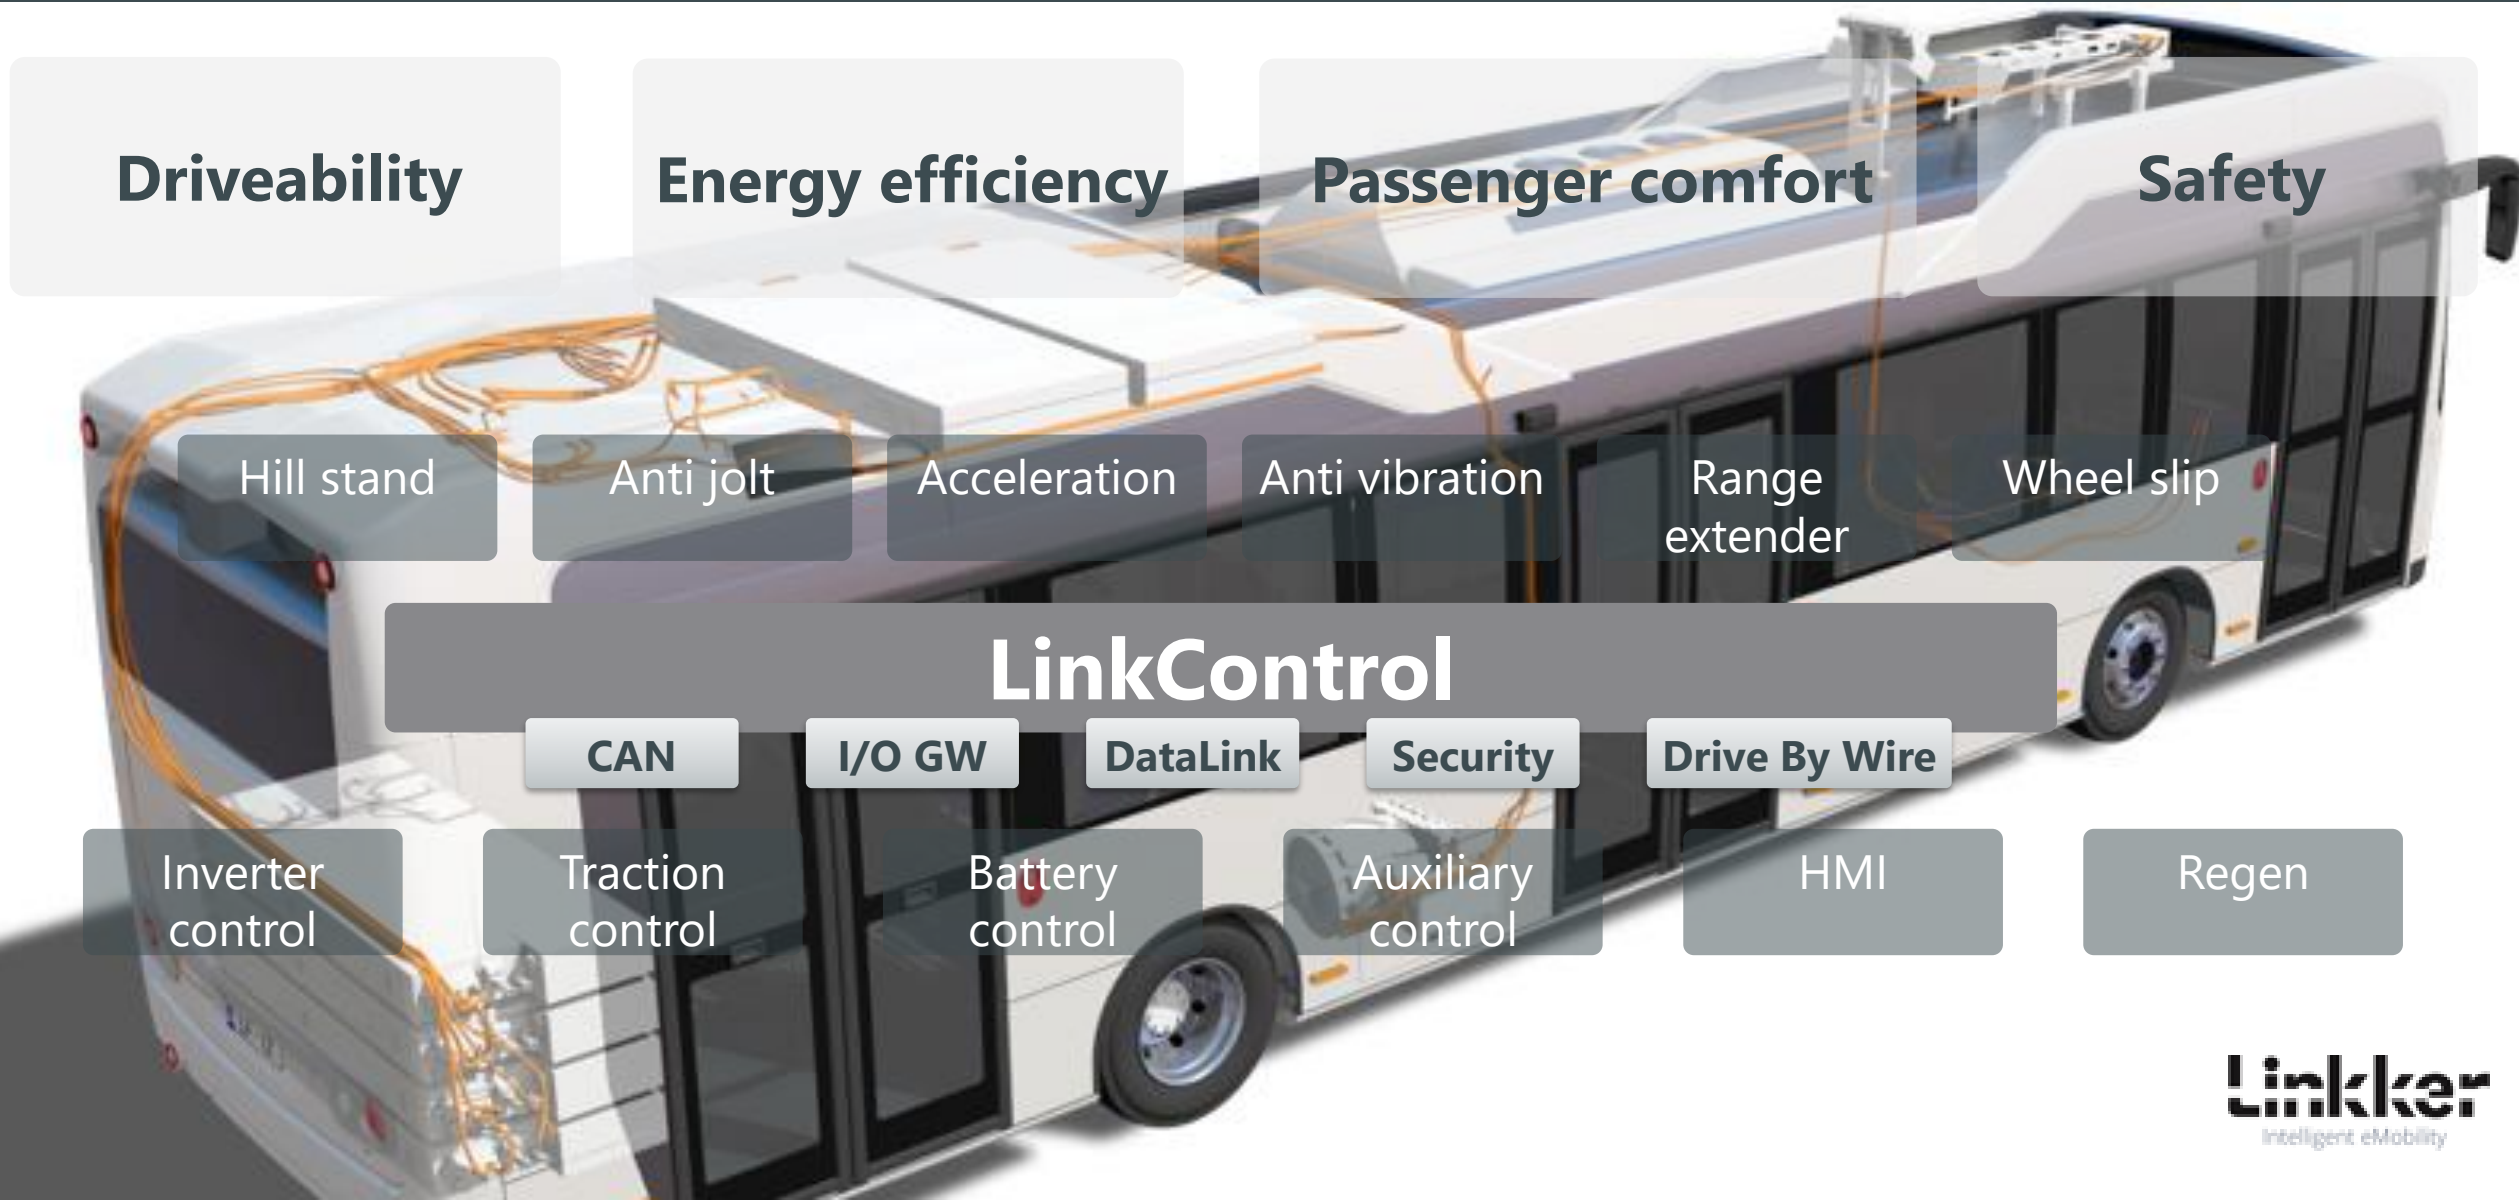 Driveability
Energy efficiency
Passenger comfort
Safety
Hill stand
Anti jolt
Acceleration
Anti vibration
Range
extender
Wheel slip
LinkControl
CAN
I/O GW
DataLink
Security
Drive By Wire
Inverter
control
Traction
control
Battery
control
Auxiliary
control
HMI
Regen
Linkker
Intelligent eMobility